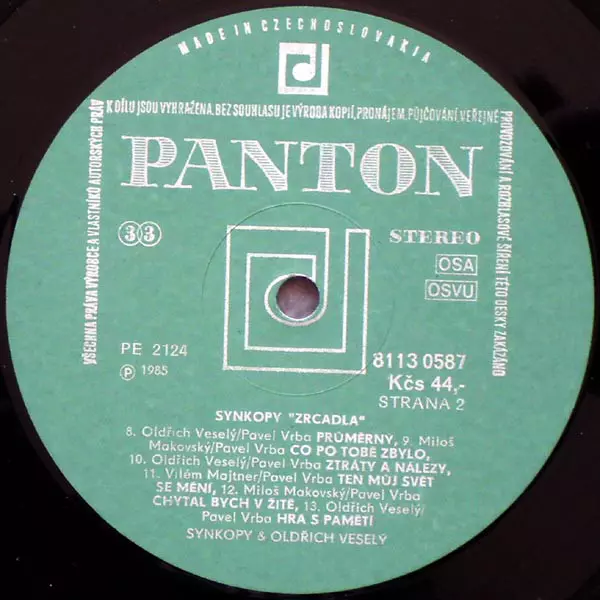 MADE IN CZECHOSLOVAKIA
VŠECHNA PRÁVA VÝROBCE A VLASTNÍKŮ AUTORSKÝCH PRÁV
K DÍLU JSOU VYHRAŽENA. BEZ SOUHLASU JE VÝROBA KOPIÍ, PRONÁJEM, PŮJČOVÁNÍ, VEŘEJNÉ
PROVOZOVÁNÍ A ROZHLASOVÉ ŠÍŘENÍ TÉTO DESKY ZAKÁZÁNO
PANTON
33
STEREO
OSA
OSVU
PE 2124
Ⓟ 1985
8113 0587
Kčs 44,-
STRANA 2
SYNKOPY "ZRCADLA"
8. Oldřich Veselý/Pavel Vrba PRŮMĚRNÝ, 9. Miloš
Makovský/Pavel Vrba CO PO TOBĚ ZBYLO,
10. Oldřich Veselý/Pavel Vrba ZTRÁTY A NÁLEZY,
11. Vilém Majtner/Pavel Vrba TEN MŮJ SVĚT
SE MĚNÍ, 12. Miloš Makovský/Pavel Vrba
CHYTAL BYCH V ŽITĚ, 13. Oldřich Veselý/
Pavel Vrba HRA S PAMĚTÍ
SYNKOPY & OLDŘICH VESELÝ